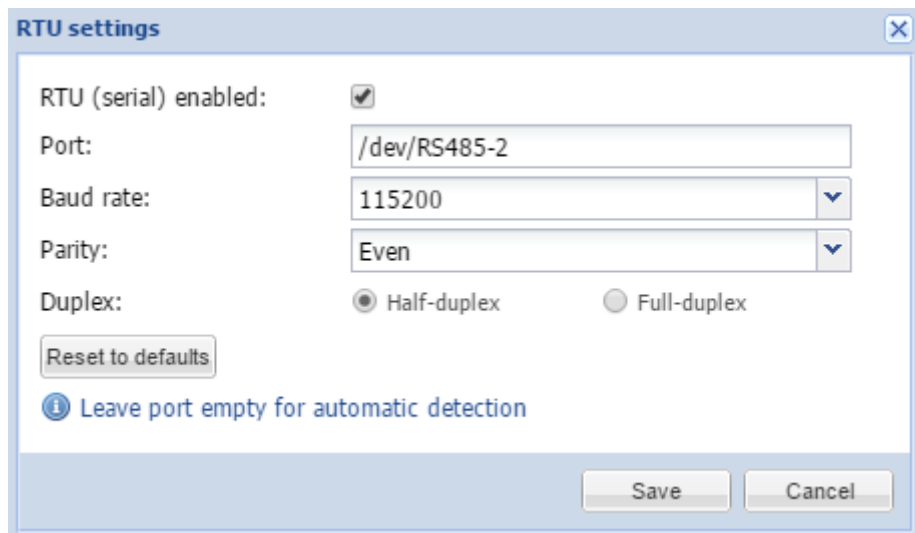 RTU settings
RTU (serial) enabled:
Port: /dev/RS485-2
Baud rate: 115200
Parity: Even
Duplex: Half-duplex Full-duplex
Reset to defaults
Leave port empty for automatic detection
Save Cancel